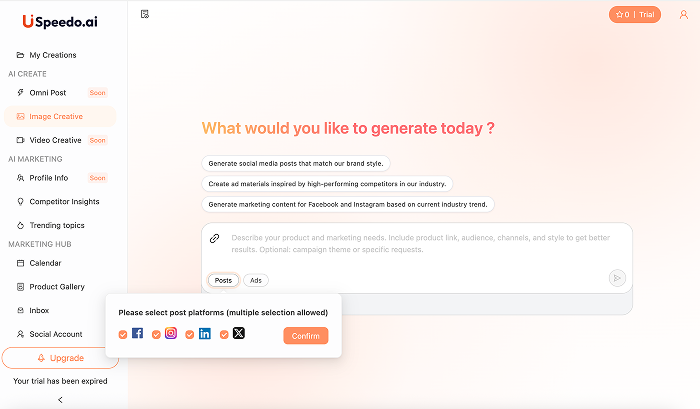 USpeedo.ai
My Creations
AI CREATE
Omni Post Soon
Image Creative
Video Creative Soon
AI MARKETING
Profile Info Soon
Competitor Insights
Trending topics
MARKETING HUB
Calendar
Product Gallery
Inbox
Social Account
Upgrade
Your trial has been expired
0 | Trial
What would you like to generate today ?
Generate social media posts that match our brand style.
Create ad materials inspired by high-performing competitors in our industry.
Generate marketing content for Facebook and Instagram based on current industry trend.
Describe your product and marketing needs. Include product link, audience, channels, and style to get better
results. Optional: campaign theme or specific requests.
Posts Ads
Please select post platforms (multiple selection allowed)
Confirm